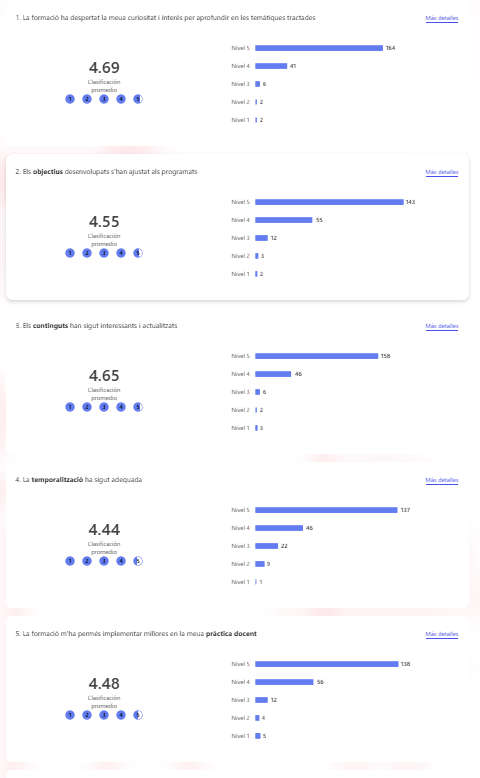 1. La formació ha despertat la meua curiositat i interés per aprofundir en les temàtiques tractades
Más detalles
4.69
Clasificación
promedio
1 2 3 4 5
Nivel 5 164
Nivel 4 41
Nivel 3 6
Nivel 2 2
Nivel 1 2
2. Els objectius desenvolupats s'han ajustat als programats
Más detalles
4.55
Clasificación
promedio
1 2 3 4 5
Nivel 5 143
Nivel 4 55
Nivel 3 12
Nivel 2 3
Nivel 1 2
3. Els continguts han sigut interessants i actualitzats
Más detalles
4.65
Clasificación
promedio
1 2 3 4 5
Nivel 5 158
Nivel 4 46
Nivel 3 6
Nivel 2 2
Nivel 1 3
4. La temporalització ha sigut adequada
Más detalles
4.44
Clasificación
promedio
1 2 3 4 5
Nivel 5 137
Nivel 4 46
Nivel 3 22
Nivel 2 9
Nivel 1 1
5. La formació m'ha permés implementar millores en la meua pràctica docent
Más detalles
4.48
Clasificación
promedio
1 2 3 4 5
Nivel 5 138
Nivel 4 56
Nivel 3 12
Nivel 2 4
Nivel 1 5